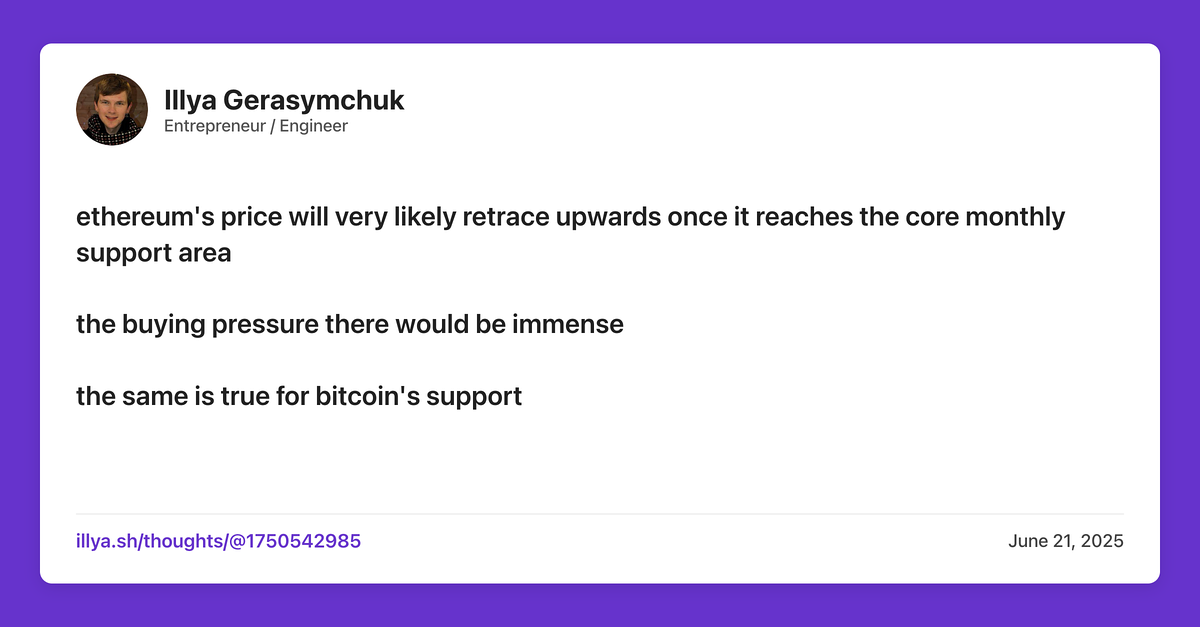 Illya Gerasymchuk
Entrepreneur / Engineer
ethereum's price will very likely retrace upwards once it reaches the core monthly
support area
the buying pressure there would be immense
the same is true for bitcoin's support
illya.sh/thoughts/@1750542985
June 21, 2025